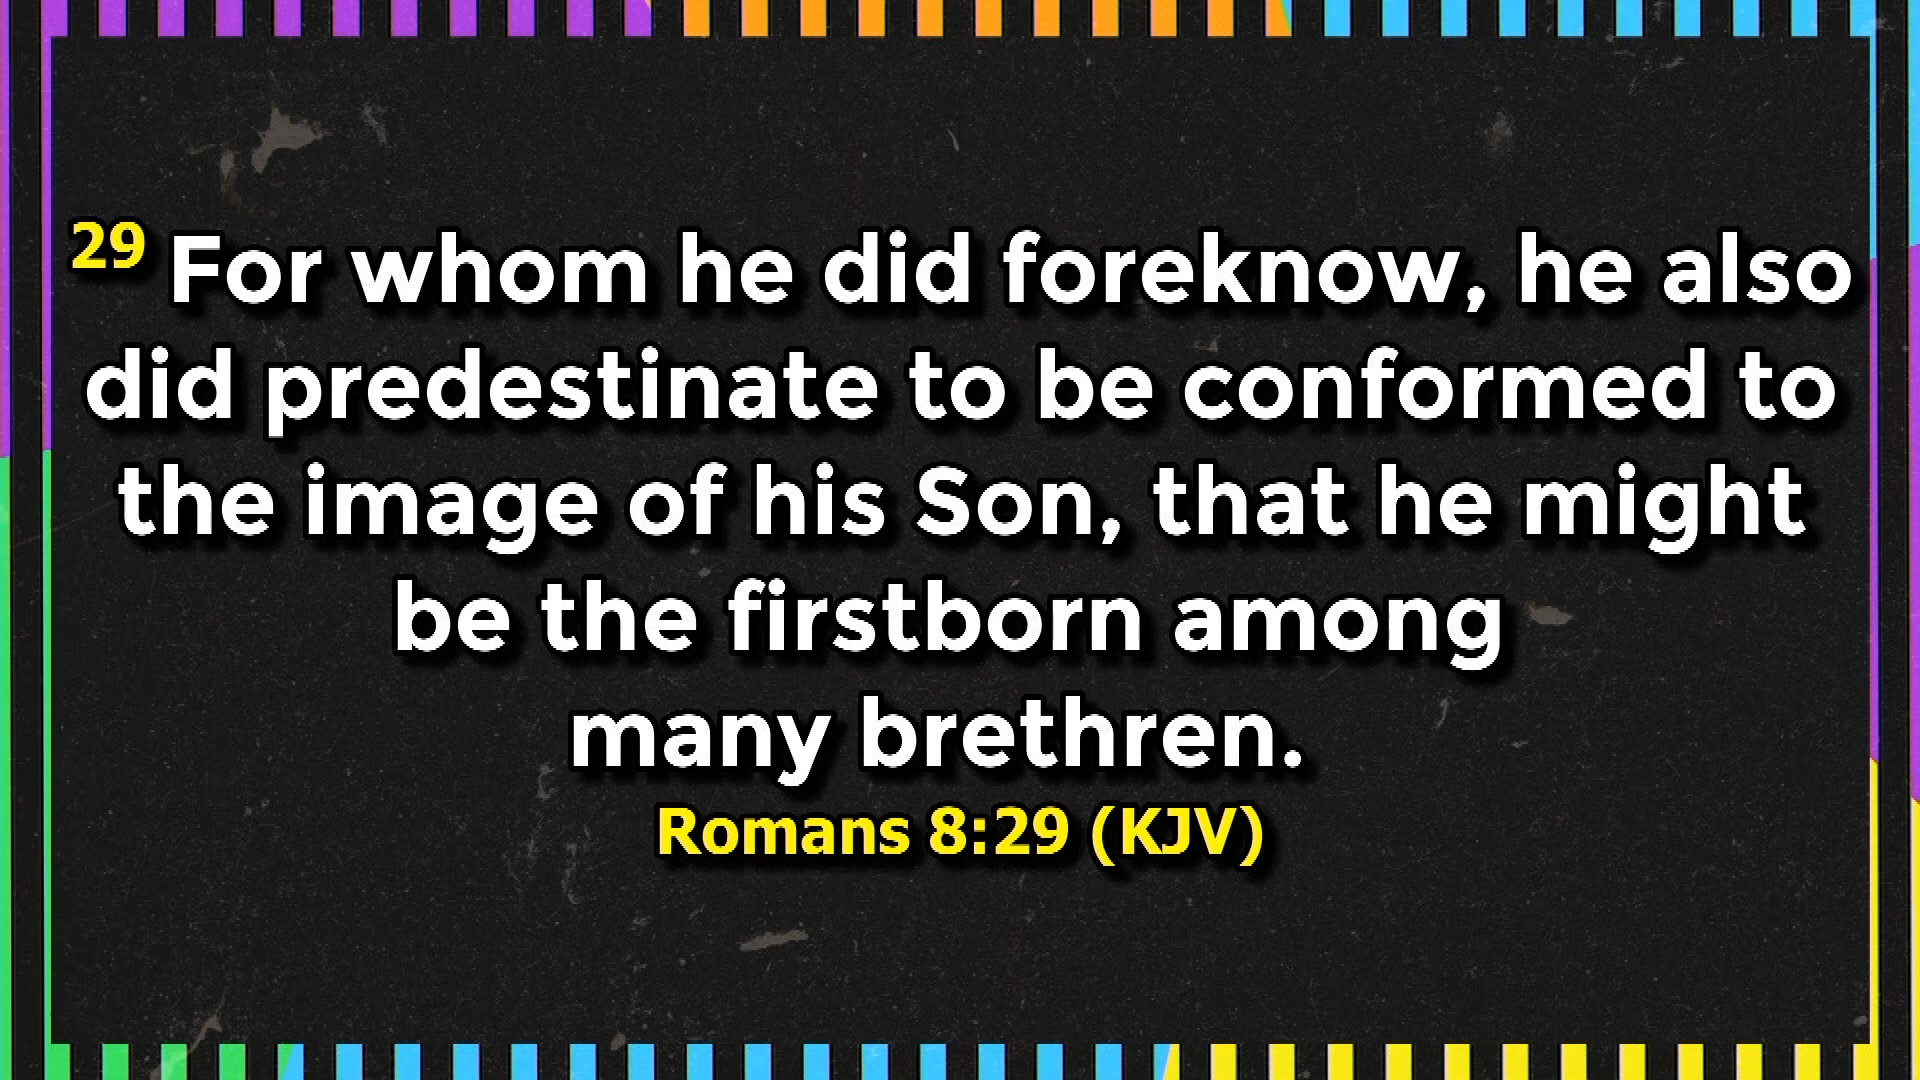 29 For whom he did foreknow, he also
did predestinate to be conformed to
the image of his Son, that he might
be the firstborn among
many brethren.
Romans 8:29 (KJV)